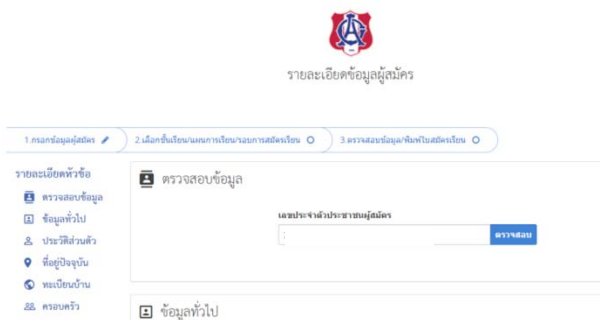 รายละเอียดข้อมูลผู้สมัคร
1.กรอกข้อมูลผู้สมัคร
2.เลือกชั้นเรียน/แผนการเรียน/รอบการสมัครเรียน
3.ตรวจสอบข้อมูล/พิมพ์ใบสมัครเรียน
รายละเอียดหัวข้อ
ตรวจสอบข้อมูล
ข้อมูลทั่วไป
ประวัติส่วนตัว
ที่อยู่ปัจจุบัน
ทะเบียนบ้าน
ครอบครัว
ตรวจสอบข้อมูล
เลขประจำตัวประชาชนผู้สมัคร
ตรวจสอบ
ข้อมูลทั่วไป